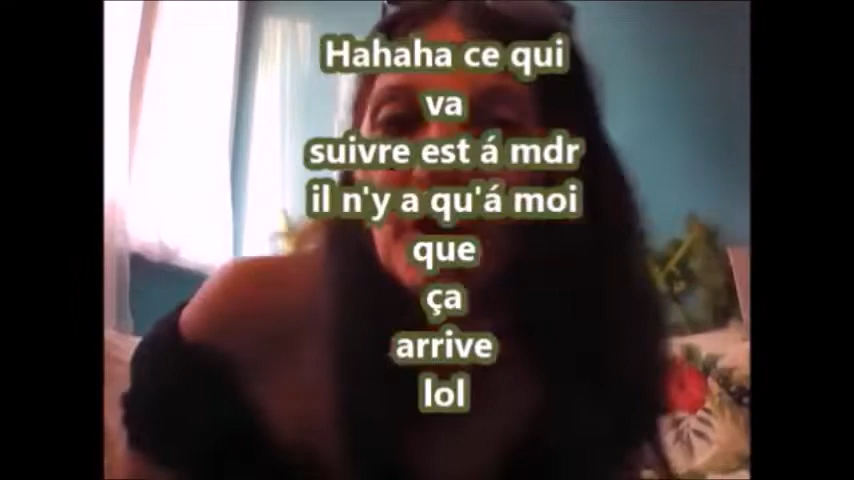 Hahaha ce qui
va
suivre est á mdr
il n'y a qu'á moi
que
ça
arrive
lol